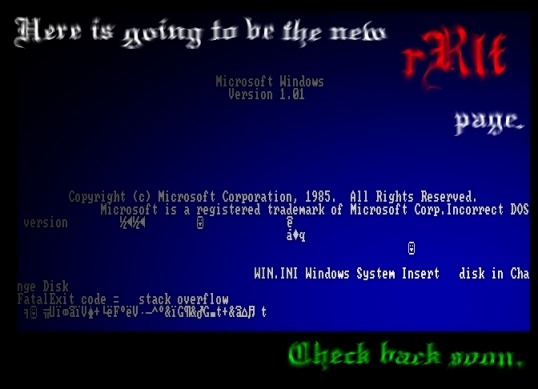 Here is going to be the new
rRlf
page.
Microsoft Windows
Version 1.01
Copyright (c) Microsoft Corporation, 1985. All Rights Reserved.
Microsoft is a registered trademark of Microsoft Corp.Incorrect DOS
version
WIN.INI Windows System Insert disk in Cha
nge Disk
FatalExit code = stack overflow
Check back soon.